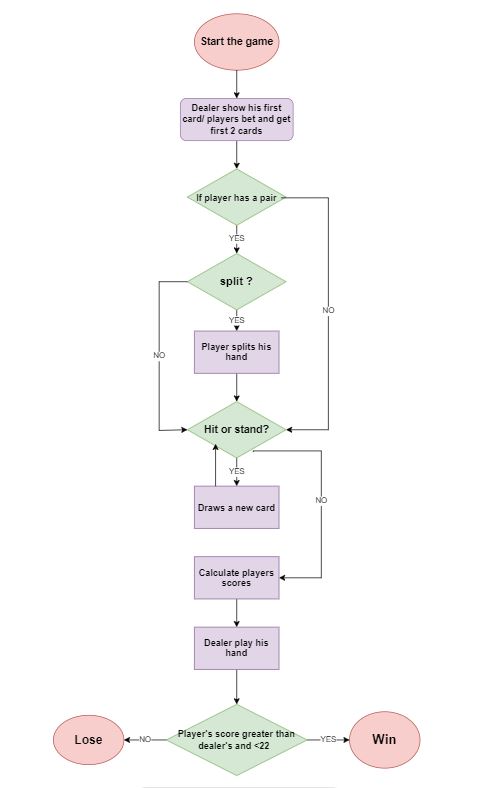 Start the game
Dealer show his first
card/ players bet and get
first 2 cards
If player has a pair
YES
split ?
NO
YES
Player splits his
hand
NO
Hit or stand?
YES
NO
Draws a new card
Calculate players
scores
Dealer play his
hand
Player's score greater than
dealer's and <22
Lose
NO
YES
Win